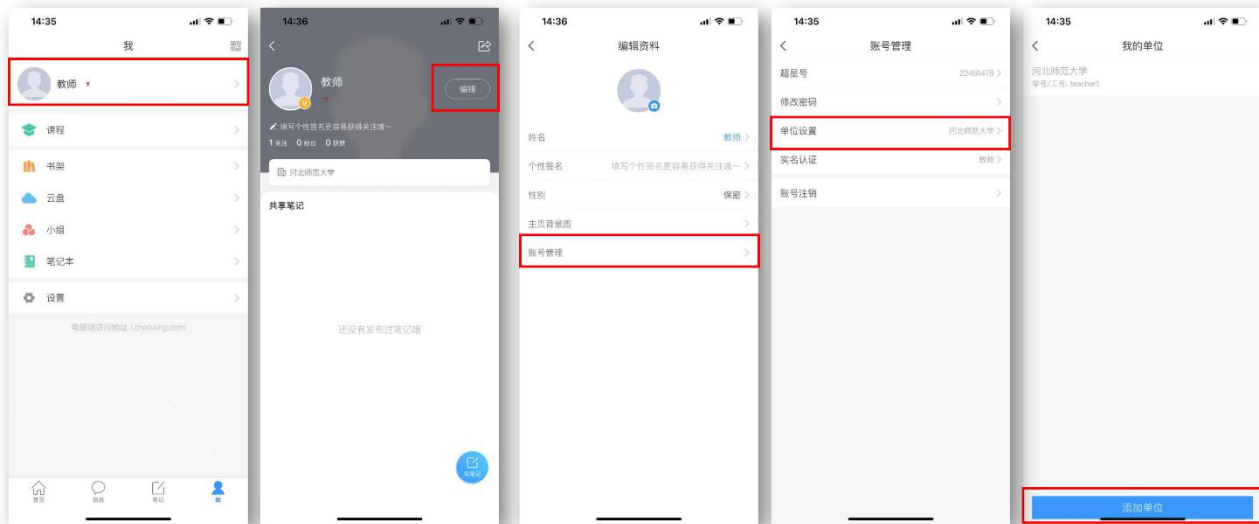 14:35
我
教师
课程
书架
云盘
小组
笔记本
设置
电脑端访问地址 i.chaoxing.com
首页
消息
笔记
我
14:36
教师
编辑
填写个性签名更容易获得关注哦～
1 关注 0 粉丝 0 获赞
河北师范大学
共享笔记
还没有发布过笔记哦
写笔记
14:36
编辑资料
姓名 教师
个性签名 填写个性签名更容易获得关注哦～
性别 保密
主页背景图
账号管理
14:35
账号管理
超星号 22481478
修改密码
单位设置 河北师范大学
实名认证 教师
账号注销
14:35
我的单位
河北师范大学
学号/工号: teacher1
添加单位